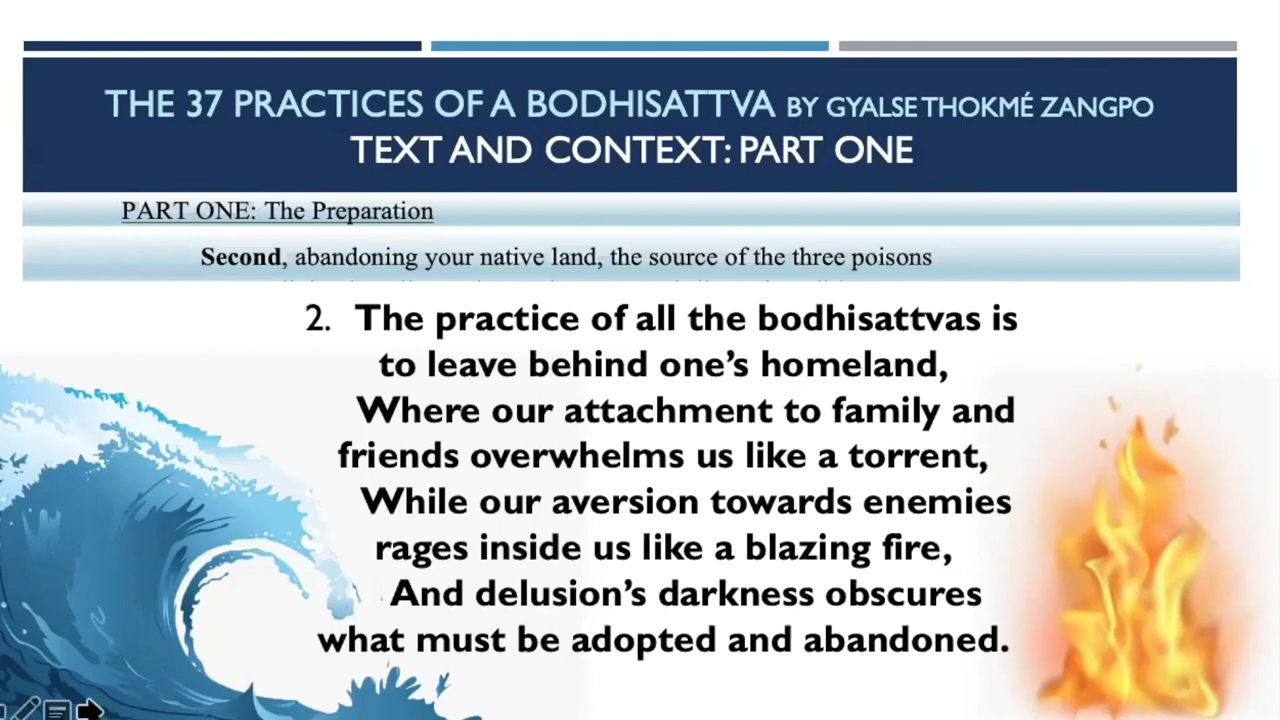 THE 37 PRACTICES OF A BODHISATTVA BY GYALSE THOKMÉ ZANGPO
TEXT AND CONTEXT: PART ONE
PART ONE: The Preparation
Second, abandoning your native land, the source of the three poisons
2. The practice of all the bodhisattvas is
to leave behind one's homeland,
Where our attachment to family and
friends overwhelms us like a torrent,
While our aversion towards enemies
rages inside us like a blazing fire,
And delusion's darkness obscures
what must be adopted and abandoned.